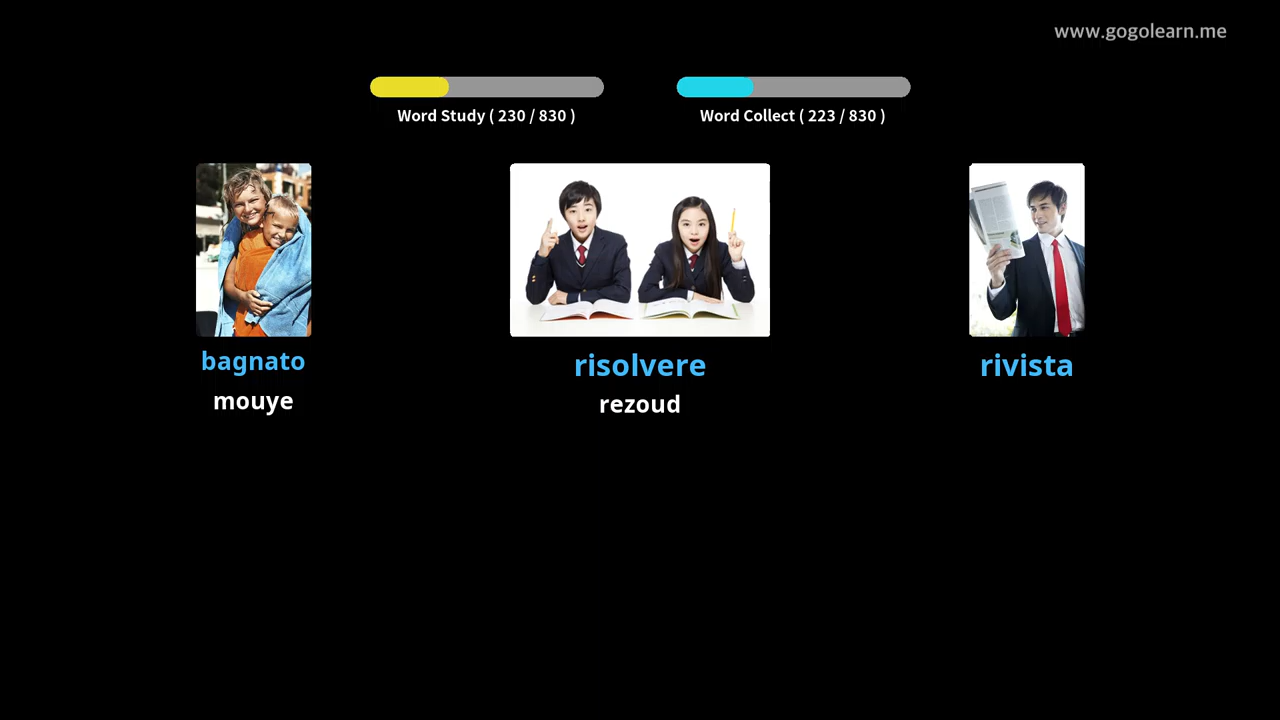 www.gogolearn.me
Word Study ( 230 / 830 )
Word Collect ( 223 / 830 )
bagnato
mouye
risolvere
rezoud
rivista